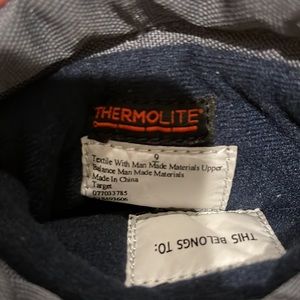 THERMOLITE®
9
Textile With Man Made Materials Upper
Balance Man Made Materials
Made In China
Target
077033785
THIS BELONGS TO: